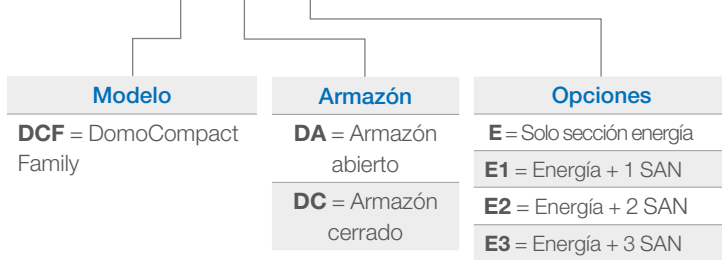 Modelo
DCF = DomoCompact
Family
Armazón
DA = Armazón
abierto
DC = Armazón
cerrado
Opciones
E = Solo sección energía
E1 = Energía + 1 SAN
E2 = Energía + 2 SAN
E3 = Energía + 3 SAN